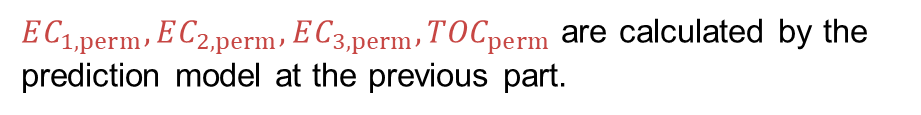 EC₁,perm, EC₂,perm, EC₃,perm, TOCperm are calculated by the
prediction model at the previous part.